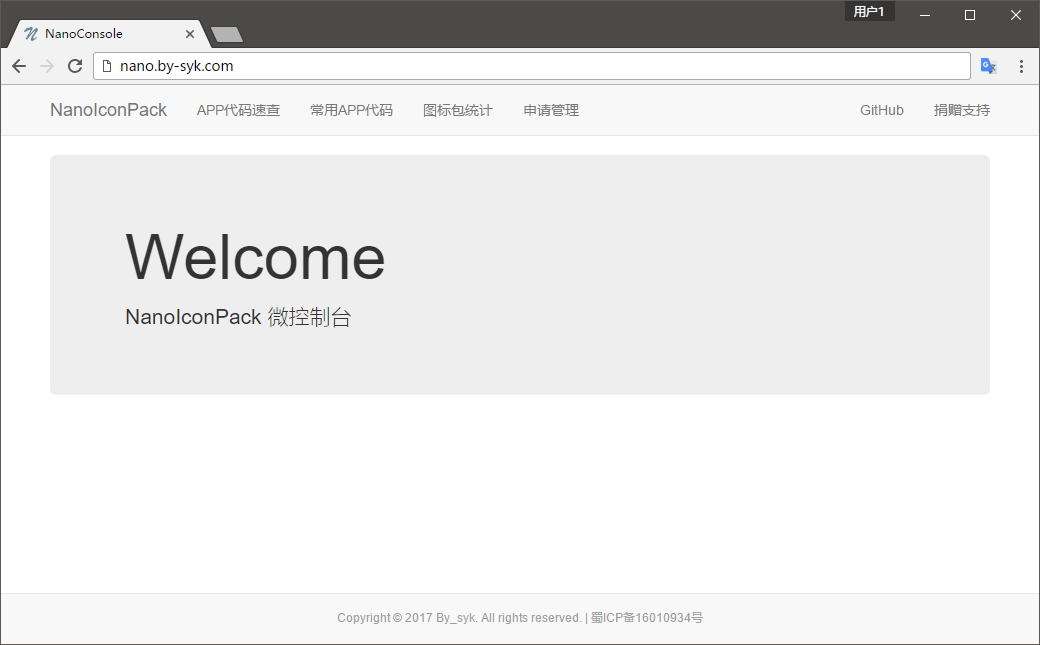 用户1
NanoConsole
nano.by-syk.com
NanoIconPack APP代码速查 常用APP代码 图标包统计 申请管理 GitHub 捐赠支持
Welcome
NanoIconPack 微控制台
Copyright © 2017 By_syk. All rights reserved. | 蜀ICP备16010934号